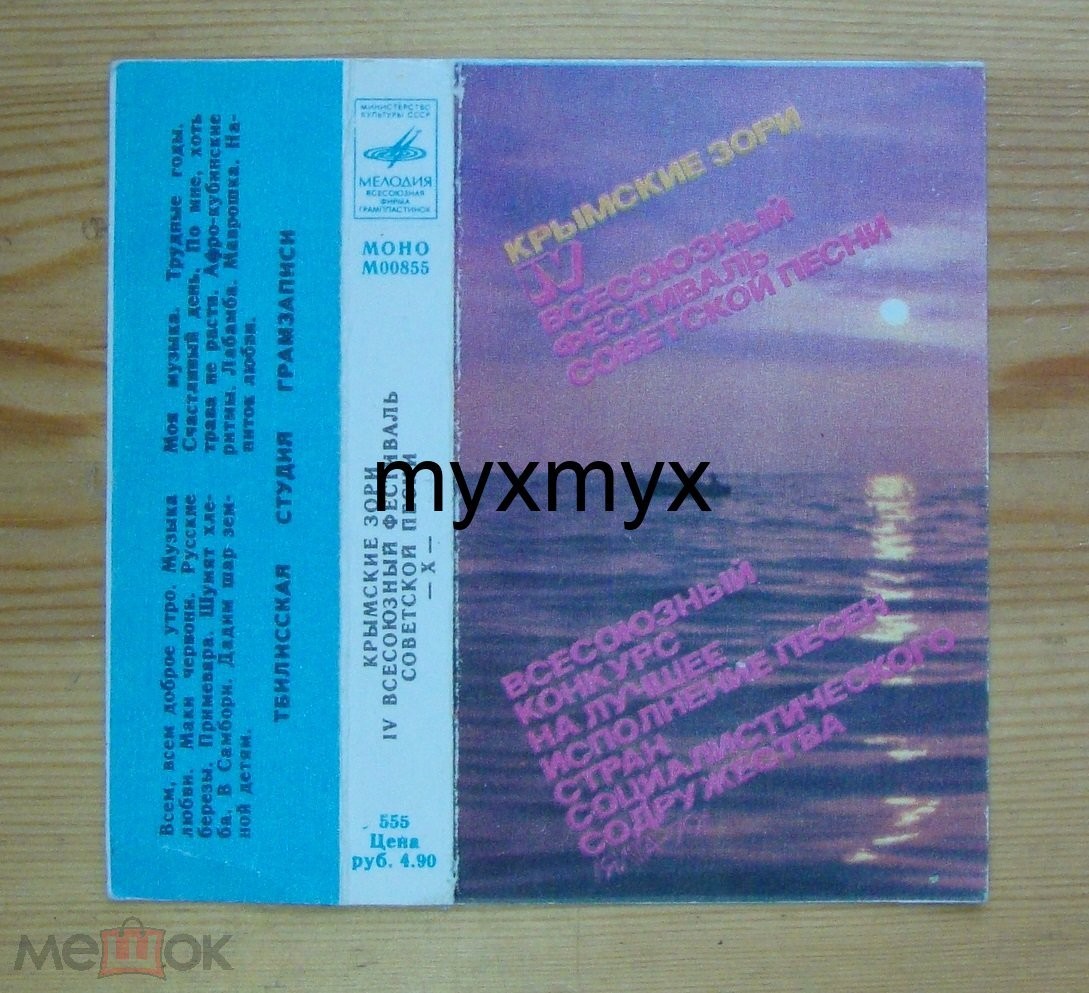 Всем, всем доброе утро. Музыка
любви. Маки червони. Русские
березы. Примевара. Шумят хле-
ба. В Самбори. Дадим шар зем-
ной детям.
Моя музыка. Трудные годы.
Счастливый день. По мне, хоть
трава не расти. Афро-кубинские
ритмы. Лабамба. Маврошка. На-
питок любви.
ТБИЛИССКАЯ СТУДИЯ ГРАМЗАПИСИ
МИНИСТЕРСТВО
КУЛЬТУРЫ СССР
МЕЛОДИЯ
ВСЕСОЮЗНАЯ
ФИРМА
ГРАМПЛАСТИНОК
МОНО
М00855
КРЫМСКИЕ ЗОРИ
IV ВСЕСОЮЗНЫЙ ФЕСТИВАЛЬ
СОВЕТСКОЙ ПЕСНИ
— X —
555
Цена
руб. 4.90
КРЫМСКИЕ ЗОРИ
IV
ВСЕСОЮЗНЫЙ
ФЕСТИВАЛЬ
СОВЕТСКОЙ ПЕСНИ
ВСЕСОЮЗНЫЙ
КОНКУРС
НА ЛУЧШЕЕ
ИСПОЛНЕНИЕ ПЕСЕН
СТРАН
СОЦИАЛИСТИЧЕСКОГО
СОДРУЖЕСТВА
myxmyx
мешок